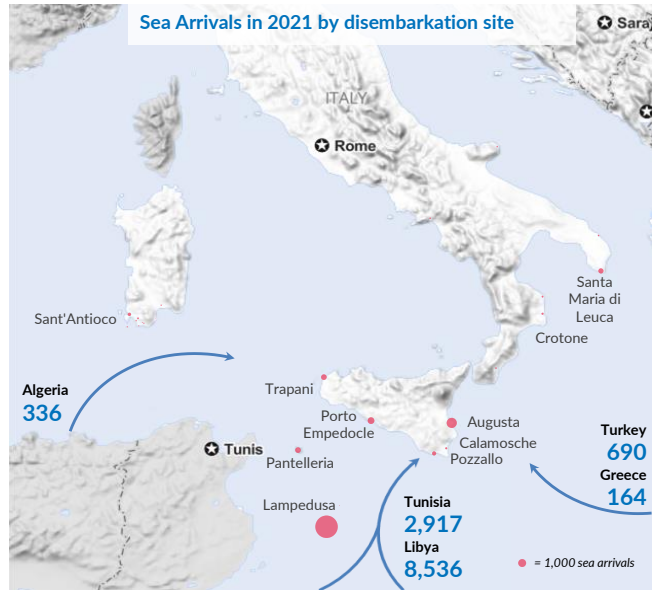 Sea Arrivals in 2021 by disembarkation site
Saraj
ITALY
Rome
Santa
Maria di
Leuca
Sant'Antioco
Crotone
Algeria
336
Trapani
Porto
Empedocle
Augusta
Calamosche
Pozzallo
Turkey
690
Greece
164
Tunis
Pantelleria
Lampedusa
Tunisia
2,917
Libya
8,536
= 1,000 sea arrivals